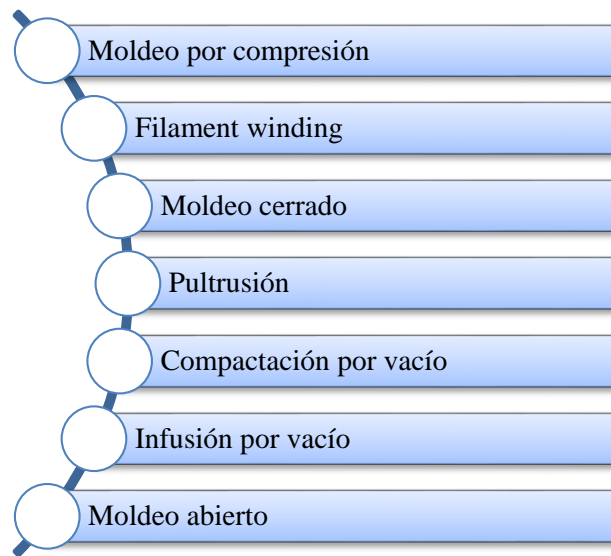 Moldeo por compresión
Filament winding
Moldeo cerrado
Pultrusión
Compactación por vacío
Infusión por vacío
Moldeo abierto